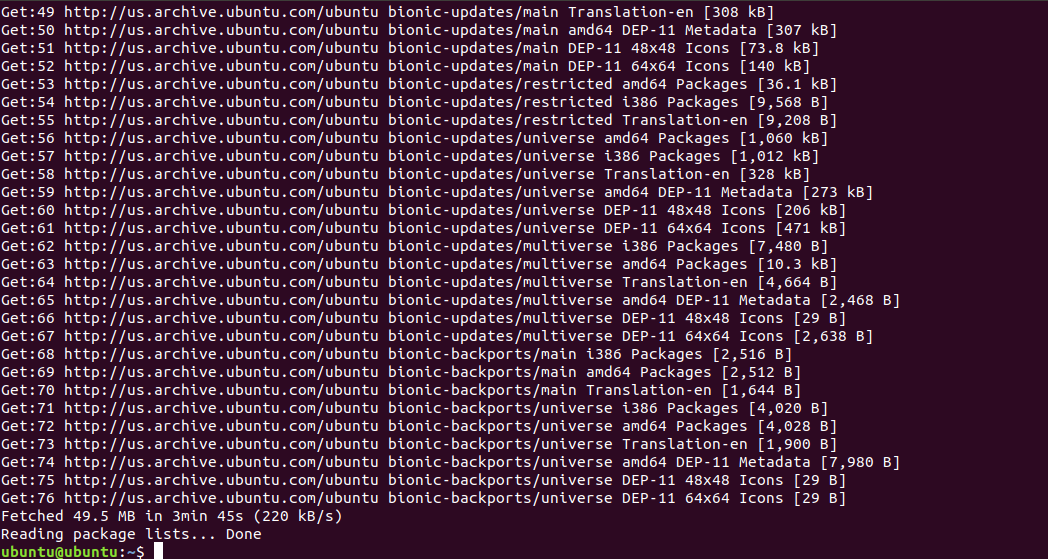 Get:49 http://us.archive.ubuntu.com/ubuntu bionic-updates/main Translation-en [308 kB]
Get:50 http://us.archive.ubuntu.com/ubuntu bionic-updates/main amd64 DEP-11 Metadata [307 kB]
Get:51 http://us.archive.ubuntu.com/ubuntu bionic-updates/main DEP-11 48x48 Icons [73.8 kB]
Get:52 http://us.archive.ubuntu.com/ubuntu bionic-updates/main DEP-11 64x64 Icons [140 kB]
Get:53 http://us.archive.ubuntu.com/ubuntu bionic-updates/restricted amd64 Packages [36.1 kB]
Get:54 http://us.archive.ubuntu.com/ubuntu bionic-updates/restricted i386 Packages [9,568 B]
Get:55 http://us.archive.ubuntu.com/ubuntu bionic-updates/restricted Translation-en [9,208 B]
Get:56 http://us.archive.ubuntu.com/ubuntu bionic-updates/universe amd64 Packages [1,060 kB]
Get:57 http://us.archive.ubuntu.com/ubuntu bionic-updates/universe i386 Packages [1,012 kB]
Get:58 http://us.archive.ubuntu.com/ubuntu bionic-updates/universe Translation-en [328 kB]
Get:59 http://us.archive.ubuntu.com/ubuntu bionic-updates/universe amd64 DEP-11 Metadata [273 kB]
Get:60 http://us.archive.ubuntu.com/ubuntu bionic-updates/universe DEP-11 48x48 Icons [206 kB]
Get:61 http://us.archive.ubuntu.com/ubuntu bionic-updates/universe DEP-11 64x64 Icons [471 kB]
Get:62 http://us.archive.ubuntu.com/ubuntu bionic-updates/multiverse i386 Packages [7,480 B]
Get:63 http://us.archive.ubuntu.com/ubuntu bionic-updates/multiverse amd64 Packages [10.3 kB]
Get:64 http://us.archive.ubuntu.com/ubuntu bionic-updates/multiverse Translation-en [4,664 B]
Get:65 http://us.archive.ubuntu.com/ubuntu bionic-updates/multiverse amd64 DEP-11 Metadata [2,468 B]
Get:66 http://us.archive.ubuntu.com/ubuntu bionic-updates/multiverse DEP-11 48x48 Icons [29 B]
Get:67 http://us.archive.ubuntu.com/ubuntu bionic-updates/multiverse DEP-11 64x64 Icons [2,638 B]
Get:68 http://us.archive.ubuntu.com/ubuntu bionic-backports/main i386 Packages [2,516 B]
Get:69 http://us.archive.ubuntu.com/ubuntu bionic-backports/main amd64 Packages [2,512 B]
Get:70 http://us.archive.ubuntu.com/ubuntu bionic-backports/main Translation-en [1,644 B]
Get:71 http://us.archive.ubuntu.com/ubuntu bionic-backports/universe i386 Packages [4,020 B]
Get:72 http://us.archive.ubuntu.com/ubuntu bionic-backports/universe amd64 Packages [4,028 B]
Get:73 http://us.archive.ubuntu.com/ubuntu bionic-backports/universe Translation-en [1,900 B]
Get:74 http://us.archive.ubuntu.com/ubuntu bionic-backports/universe amd64 DEP-11 Metadata [7,980 B]
Get:75 http://us.archive.ubuntu.com/ubuntu bionic-backports/universe DEP-11 48x48 Icons [29 B]
Get:76 http://us.archive.ubuntu.com/ubuntu bionic-backports/universe DEP-11 64x64 Icons [29 B]
Fetched 49.5 MB in 3min 45s (220 kB/s)
Reading package lists... Done
ubuntu@ubuntu:~$